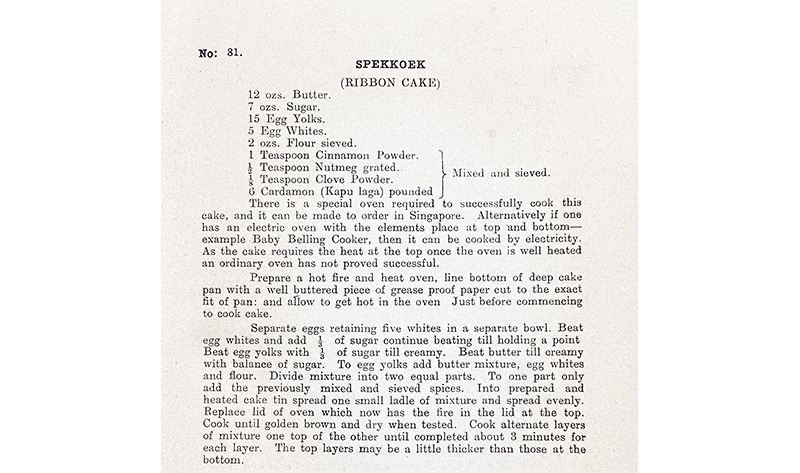 No: 31.
SPEKKOEK
(RIBBON CAKE)
12 ozs. Butter.
7 ozs. Sugar.
15 Egg Yolks.
5 Egg Whites.
2 ozs. Flour sieved.
1 Teaspoon Cinnamon Powder.
½ Teaspoon Nutmeg grated.
⅛ Teaspoon Clove Powder.
6 Cardamon (Kapu laga) pounded
Mixed and sieved.
There is a special oven required to successfully cook this
cake, and it can be made to order in Singapore. Alternatively if one
has an electric oven with the elements place at top and bottom—
example Baby Belling Cooker, then it can be cooked by electricity.
As the cake requires the heat at the top once the oven is well heated
an ordinary oven has not proved successful.
Prepare a hot fire and heat oven, line bottom of deep cake
pan with a well buttered piece of grease proof paper cut to the exact
fit of pan: and allow to get hot in the oven Just before commencing
to cook cake.
Separate eggs retaining five whites in a separate bowl. Beat
egg whites and add ⅓ of sugar continue beating till holding a point
Beat egg yolks with ⅓ of sugar till creamy. Beat butter till creamy
with balance of sugar. To egg yolks add butter mixture, egg whites
and flour. Divide mixture into two equal parts. To one part only
add the previously mixed and sieved spices. Into prepared and
heated cake tin spread one small ladle of mixture and spread evenly.
Replace lid of oven which now has the fire in the lid at the top.
Cook until golden brown and dry when tested. Cook alternate layers
of mixture one top of the other until completed about 3 minutes for
each layer. The top layers may be a little thicker than those at the
bottom.